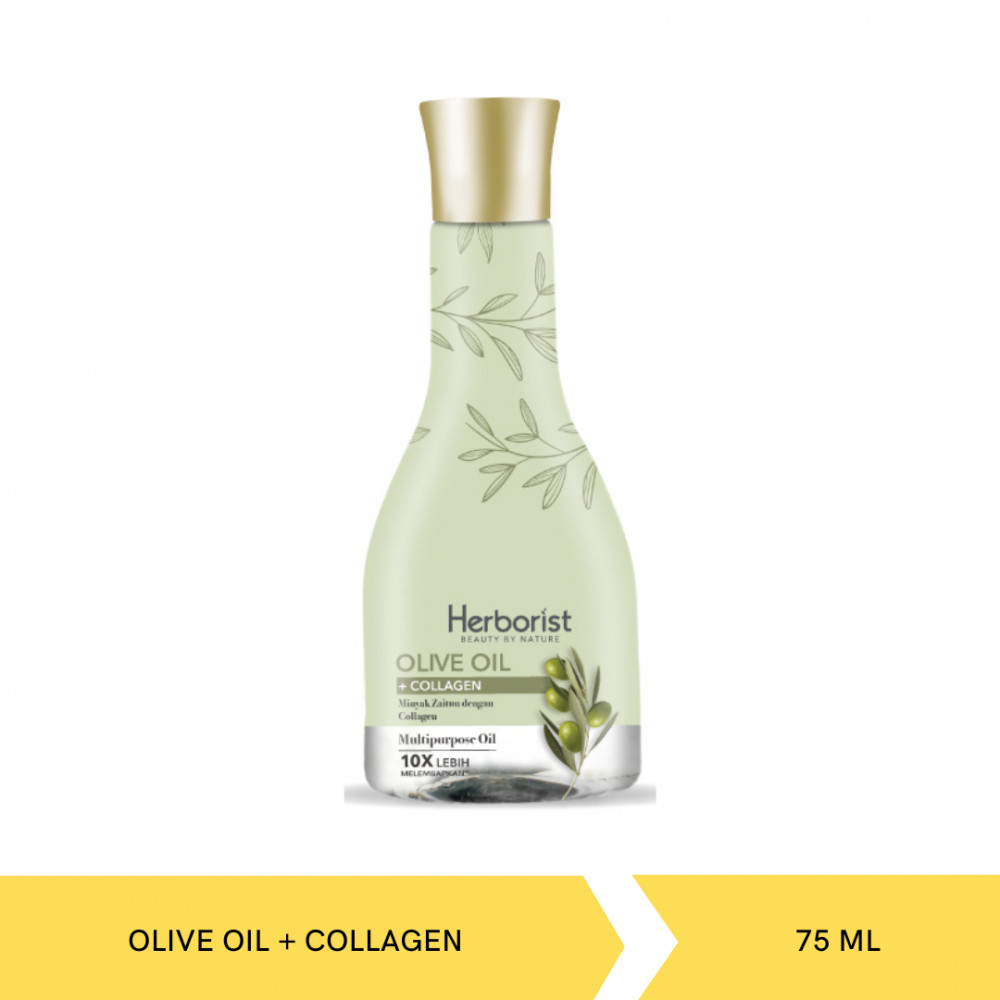 Herborist
BEAUTY BY NATURE
OLIVE OIL
+ COLLAGEN
Minyak Zaitun dengan
Collagen
Multipurpose Oil
10X LEBIH
MELEMBAPKAN
OLIVE OIL + COLLAGEN
75 ML